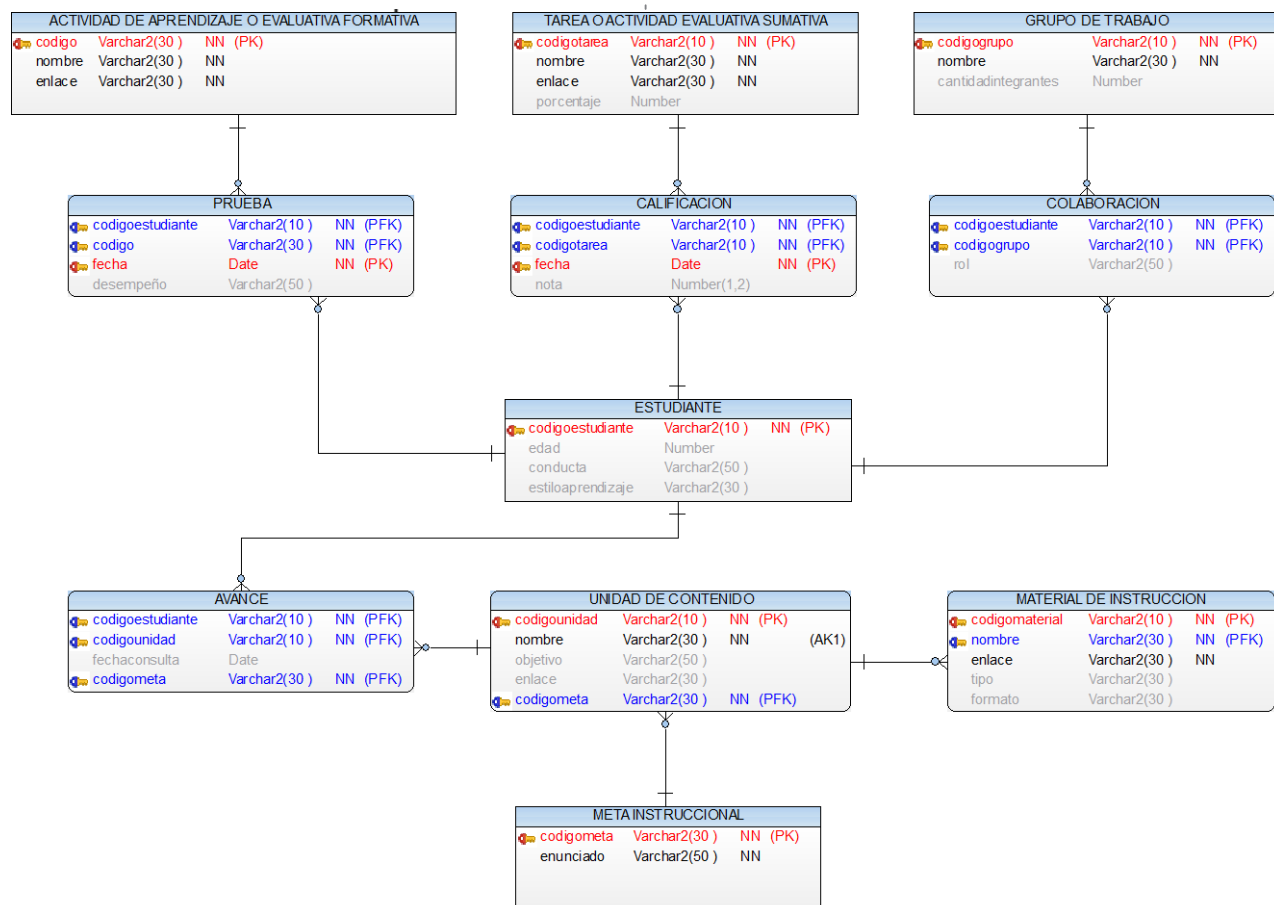 ACTIVIDAD DE APRENDIZAJE O EVALUATIVA FORMATIVA
codigo Varchar2(30 ) NN (PK)
nombre Varchar2(30 ) NN
enlace Varchar2(30 ) NN
TAREA O ACTIVIDAD EVALUATIVA SUMATIVA
codigotarea Varchar2(10 ) NN (PK)
nombre Varchar2(30 ) NN
enlace Varchar2(30 ) NN
porcentaje Number
GRUPO DE TRABAJO
codigogrupo Varchar2(10 ) NN (PK)
nombre Varchar2(30 ) NN
cantidadintegrantes Number
PRUEBA
codigoestudiante Varchar2(10 ) NN (PFK)
codigo Varchar2(30 ) NN (PFK)
fecha Date NN (PK)
desempeño Varchar2(50 )
CALIFICACION
codigoestudiante Varchar2(10 ) NN (PFK)
codigotarea Varchar2(10 ) NN (PFK)
fecha Date NN (PK)
nota Number(1,2)
COLABORACION
codigoestudiante Varchar2(10 ) NN (PFK)
codigogrupo Varchar2(10 ) NN (PFK)
rol Varchar2(50 )
ESTUDIANTE
codigoestudiante Varchar2(10 ) NN (PK)
edad Number
conducta Varchar2(50 )
estiloaprendizaje Varchar2(30 )
AVANCE
codigoestudiante Varchar2(10 ) NN (PFK)
codigounidad Varchar2(10 ) NN (PFK)
fechaconsulta Date
codigometa Varchar2(30 ) NN (PFK)
UNIDAD DE CONTENIDO
codigounidad Varchar2(10 ) NN (PK)
nombre Varchar2(30 ) NN (AK1)
objetivo Varchar2(50 )
enlace Varchar2(30 )
codigometa Varchar2(30 ) NN (PFK)
MATERIAL DE INSTRUCCION
codigomaterial Varchar2(10 ) NN (PK)
nombre Varchar2(30 ) NN (PFK)
enlace Varchar2(30 ) NN
tipo Varchar2(30 )
formato Varchar2(30 )
META INSTRUCCIONAL
codigometa Varchar2(30 ) NN (PK)
enunciado Varchar2(50 ) NN